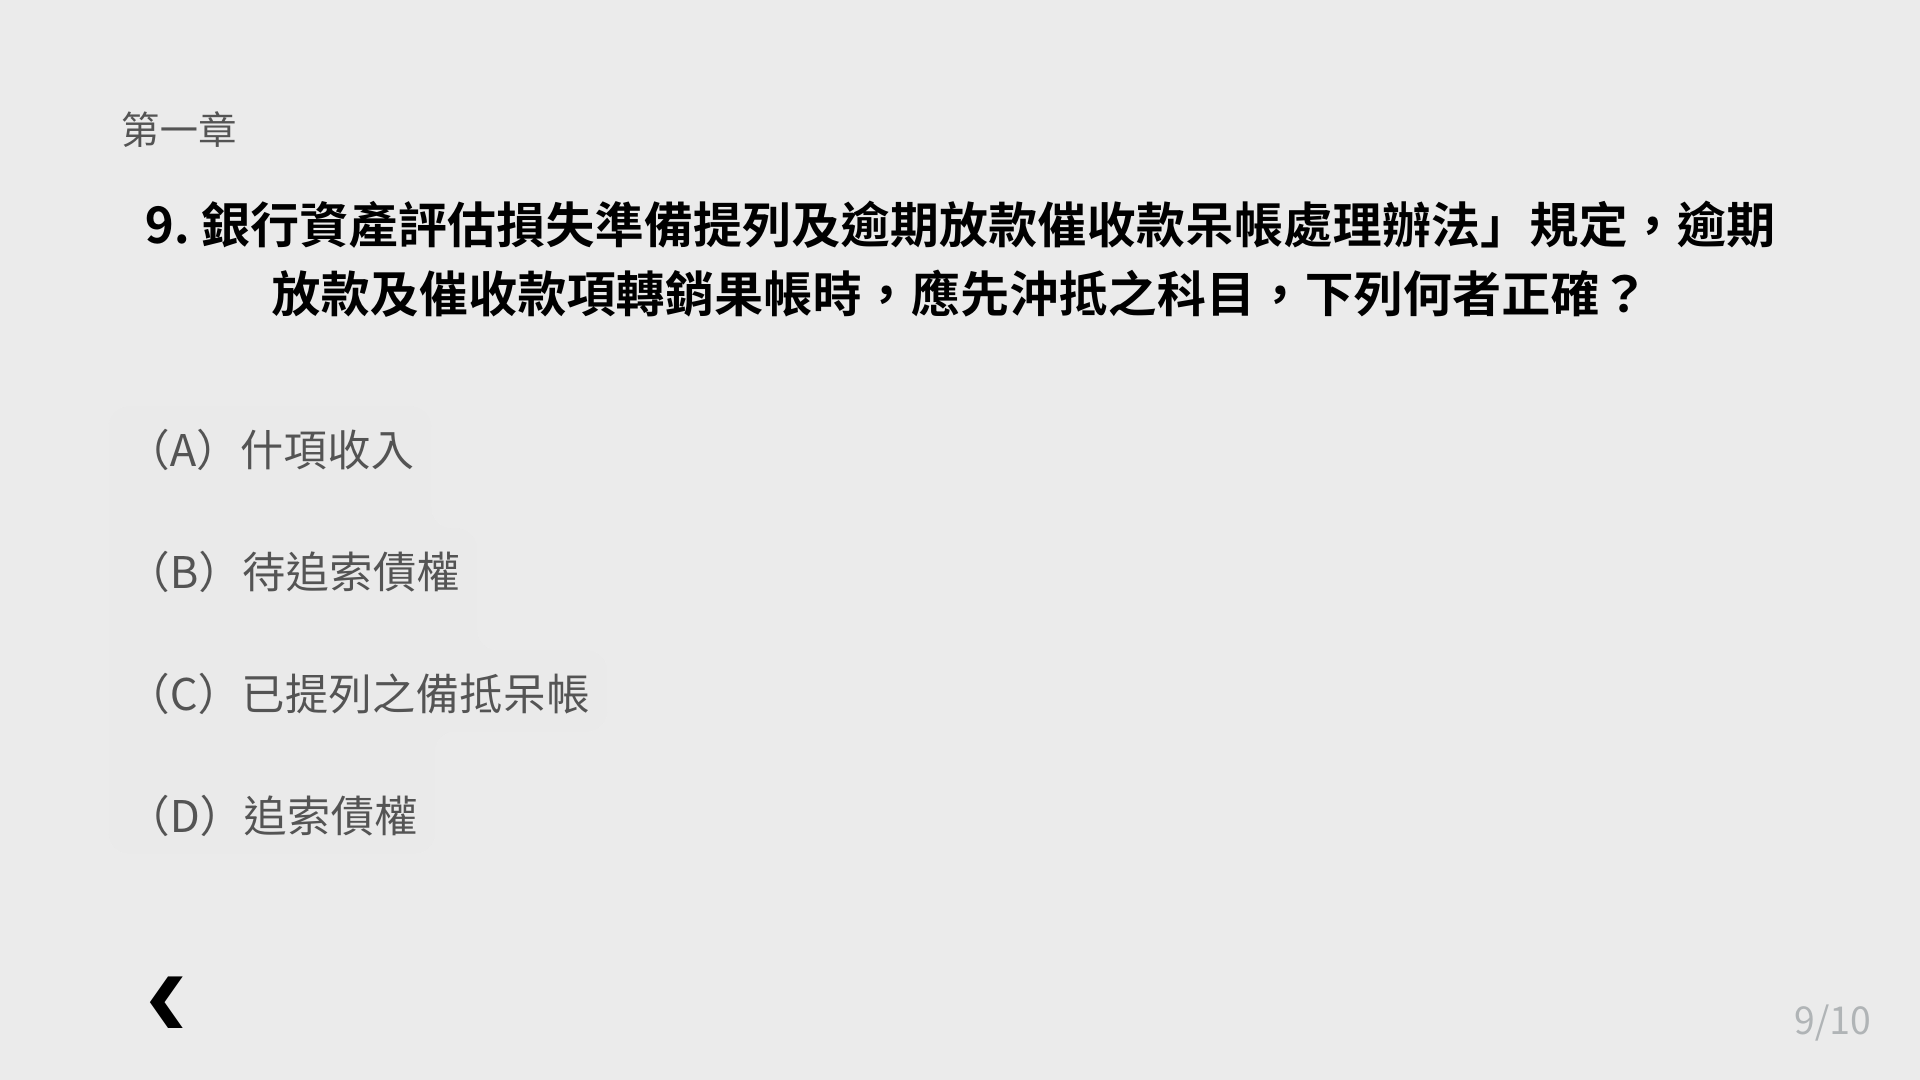 第一章
9. 銀行資產評估損失準備提列及逾期放款催收款呆帳處理辦法」規定，逾期
放款及催收款項轉銷果帳時，應先沖抵之科目，下列何者正確？
（A）什項收入
（B）待追索債權
（C）已提列之備抵呆帳
（D）追索債權
9/10